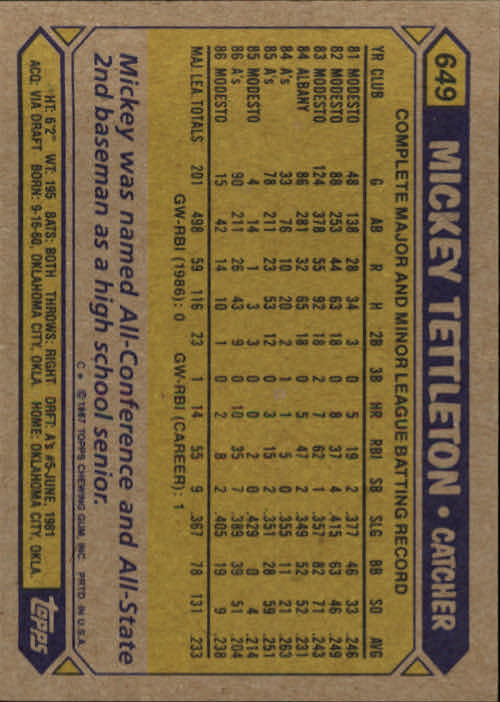 649 MICKEY TETTLETON • CATCHER
COMPLETE MAJOR AND MINOR LEAGUE BATTING RECORD
YR CLUB G AB R H 2B 3B HR RBI SB SLG BB SO AVG
81 MODESTO 48 138 28 34 3 0 5 19 2 .377 46 33 .246
82 MODESTO 88 253 44 63 18 0 8 37 4 .415 63 46 .249
83 MODESTO 124 378 55 92 18 2 7 62 1 .357 82 71 .243
84 ALBANY 86 281 32 65 18 0 5 47 2 .349 52 52 .231
84 A's 33 76 10 20 2 1 1 5 0 .355 11 21 .263
85 A's 78 211 23 53 12 0 3 15 2 .351 28 59 .251
85 MODESTO 4 14 1 3 3 0 0 2 0 .429 0 4 .214
86 A's 90 211 26 43 9 0 10 35 7 .389 39 51 .204
86 MODESTO 15 42 14 10 1 0 2 8 2 .405 19 9 .238
MAJ LEA TOTALS 201 498 59 116 23 1 14 55 9 .367 78 131 .233
GW-RBI (1986): 0 GW-RBI (CAREER): 1
Mickey was named All-Conference and All-State
2nd baseman as a high school senior.
C* © 1987 TOPPS CHEWING GUM, INC. PRTD. IN U.S.A.
HT: 6'2" WT: 195 BATS: BOTH THROWS: RIGHT DRFT: A's #5-JUNE, 1981
ACQ: VIA DRAFT BORN: 9-16-60, OKLAHOMA CITY, OKLA. HOME: OKLAHOMA CITY, OKLA.
TOPPS